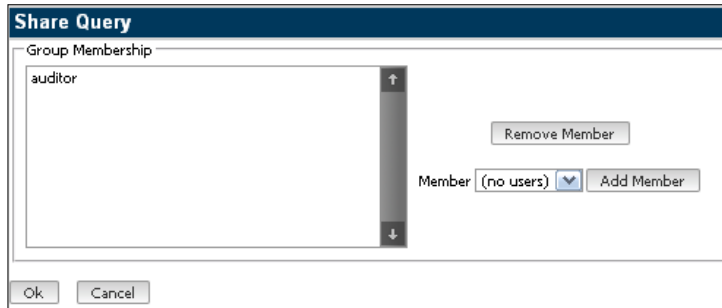 Share Query
Group Membership
auditor
Remove Member
Member (no users) Add Member
Ok Cancel